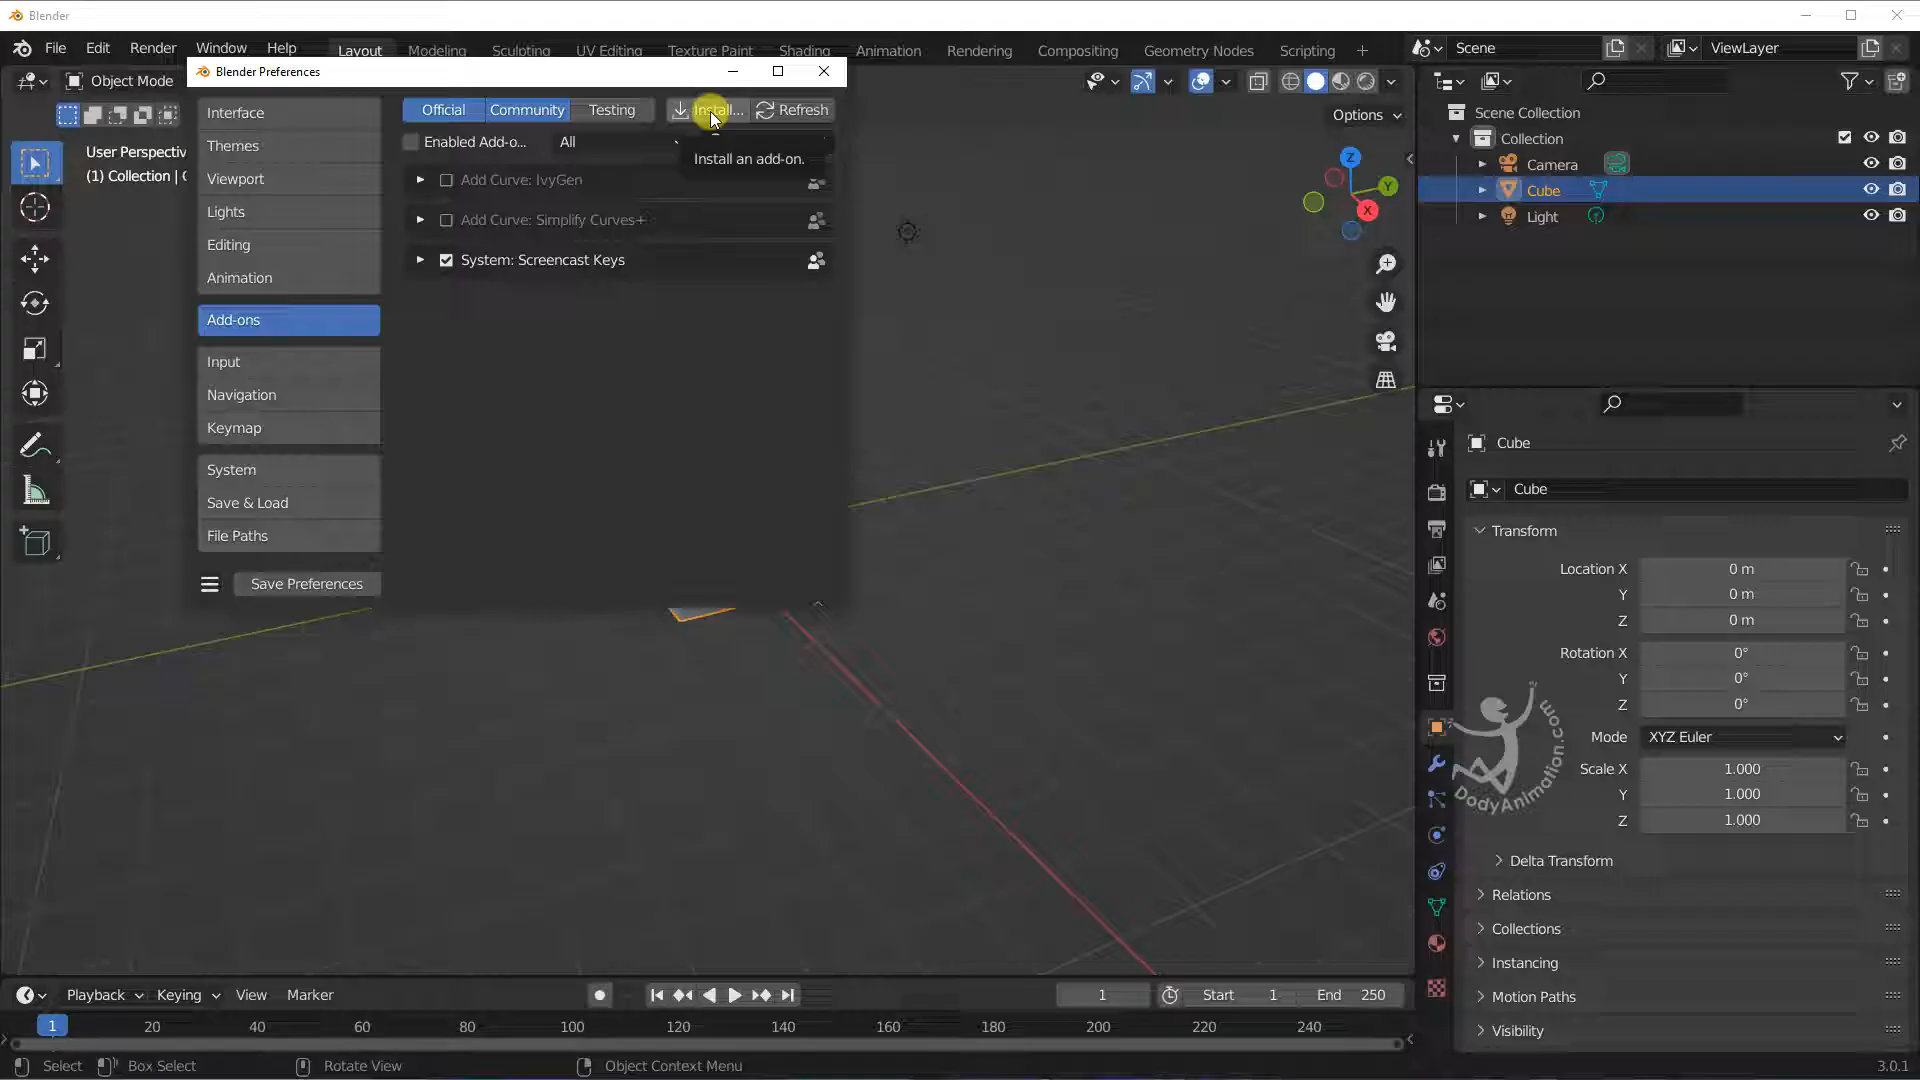 Blender
File Edit Render Window Help Layout Modeling Sculpting UV Editing Texture Paint Shading Animation Rendering Compositing Geometry Nodes Scripting + Scene ViewLayer
Blender Preferences
Object Mode
Options
User Perspectiv
(1) Collection |
Interface
Themes
Viewport
Lights
Editing
Animation
Add-ons
Input
Navigation
Keymap
System
Save & Load
File Paths
Save Preferences
Official Community Testing Install... Refresh
Enabled Add-o... All
Install an add-on.
Add Curve: IvyGen
Add Curve: Simplify Curves+
System: Screencast Keys
Z
Y
X
Scene Collection
Collection
Camera
Cube
Light
Cube
Cube
Transform
Location X 0 m
Y 0 m
Z 0 m
Rotation X 0°
Y 0°
Z 0°
Mode XYZ Euler
Scale X 1.000
Y 1.000
Z 1.000
DodyAnimation.com
Delta Transform
Relations
Collections
Instancing
Motion Paths
Visibility
Playback Keying View Marker 1 Start 1 End 250
1 20 40 60 80 100 120 140 160 180 200 220 240
Select Box Select Rotate View Object Context Menu 3.0.1